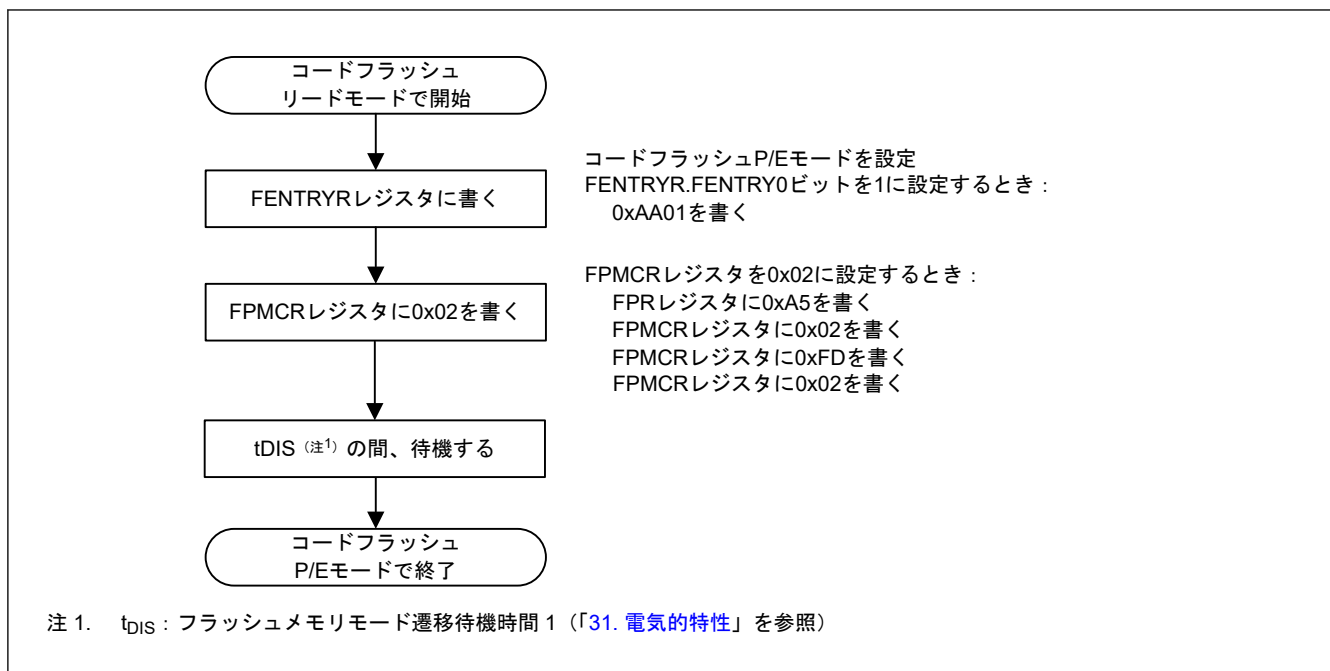 コードフラッシュ
リードモードで開始
FENTRYRレジスタに書く
コードフラッシュP/Eモードを設定
FENTRYR.FENTRY0ビットを1に設定するとき：
0xAA01を書く
FPMCRレジスタに0x02を書く
FPMCRレジスタを0x02に設定するとき：
FPRレジスタに0xA5を書く
FPMCRレジスタに0x02を書く
FPMCRレジスタに0xFDを書く
FPMCRレジスタに0x02を書く
tDIS（注1）の間、待機する
コードフラッシュ
P/Eモードで終了
注 1. tDIS：フラッシュメモリモード遷移待機時間 1（「31. 電気的特性」を参照）